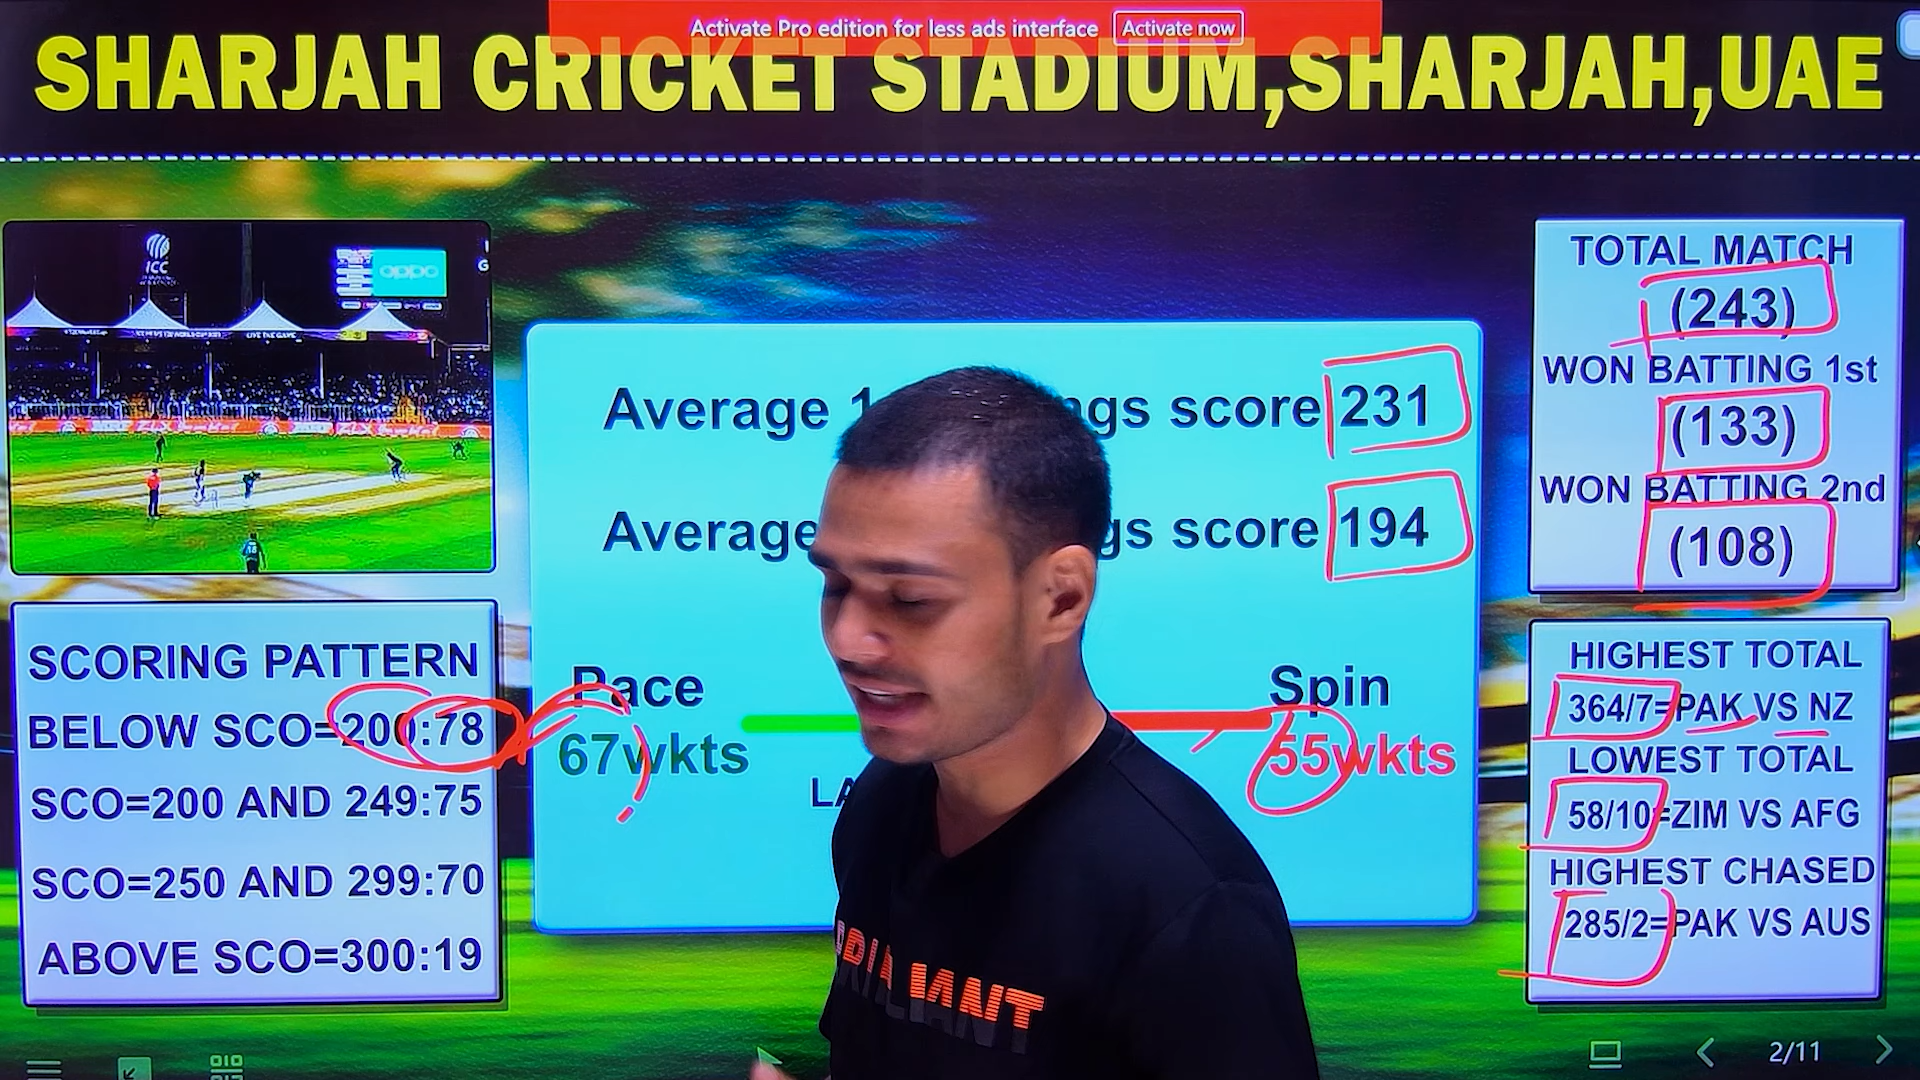 Activate Pro edition for less ads interface Activate now
SHARJAH CRICKET STADIUM,SHARJAH,UAE
ICC
oppo
G
TOTAL MATCH
(243)
WON BATTING 1st
(133)
WON BATTING 2nd
(108)
Average 1 ngs score 231
Average gs score 194
Pace
67wkts
Spin
55wkts
LA
SCORING PATTERN
BELOW SCO=200:78
SCO=200 AND 249:75
SCO=250 AND 299:70
ABOVE SCO=300:19
HIGHEST TOTAL
364/7=PAK VS NZ
LOWEST TOTAL
58/10=ZIM VS AFG
HIGHEST CHASED
285/2=PAK VS AUS
2/11